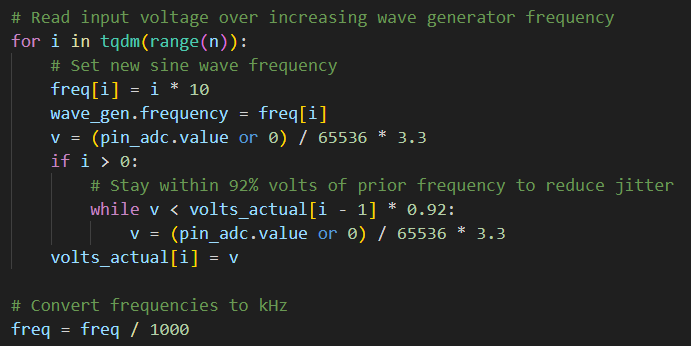 # Read input voltage over increasing wave generator frequency
for i in tqdm(range(n)):
    # Set new sine wave frequency
    freq[i] = i * 10
    wave_gen.frequency = freq[i]
    v = (pin_adc.value or 0) / 65536 * 3.3
    if i > 0:
        # Stay within 92% volts of prior frequency to reduce jitter
        while v < volts_actual[i - 1] * 0.92:
            v = (pin_adc.value or 0) / 65536 * 3.3
    volts_actual[i] = v

# Convert frequencies to kHz
freq = freq / 1000